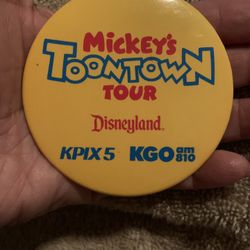 Mickey's
TOONTOWN
TOUR
Disneyland.
KPIX 5 KGO am 810